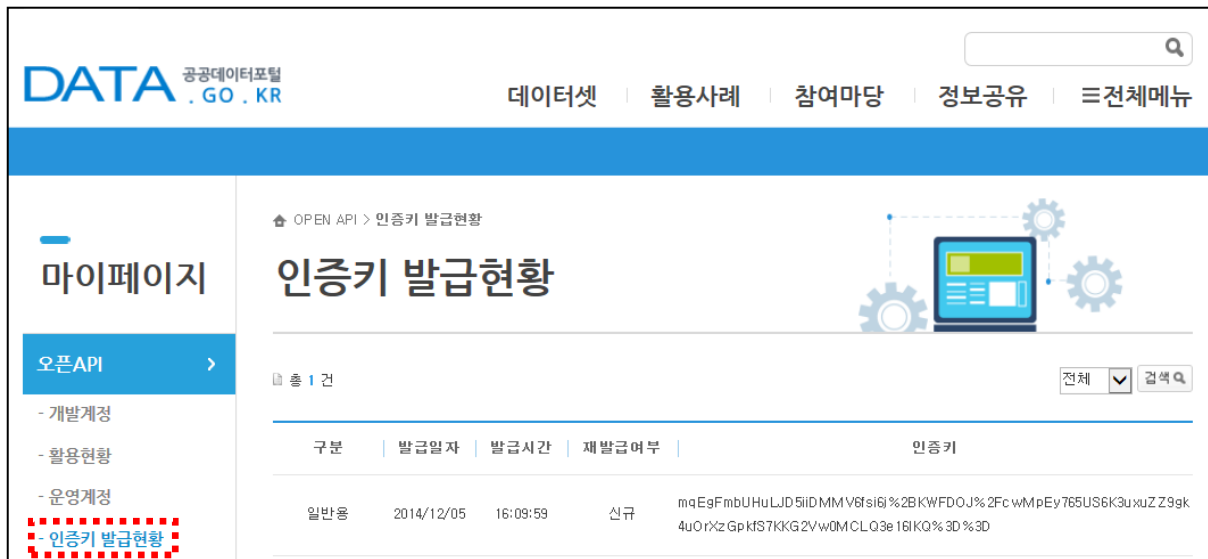 DATA 공공데이터포털
. GO . KR
데이터셋 활용사례 참여마당 정보공유 ☰전체메뉴
마이페이지
오픈API >
- 개발계정
- 활용현황
- 운영계정
- 인증키 발급현황
OPEN API > 인증키 발급현황
인증키 발급현황
총 1 건
전체 검색
구분 발급일자 발급시간 재발급여부 인증키
일반용 2014/12/05 16:09:59 신규 mqEgFmbUHuLJD5iiDMMV6fsi6j%2BKWFDOJ%2FcwMpEy765US6K3uxuZZ9gk
4uOrXzGpkfS7KKG2Vw0MCLQ3e16IKQ%3D%3D